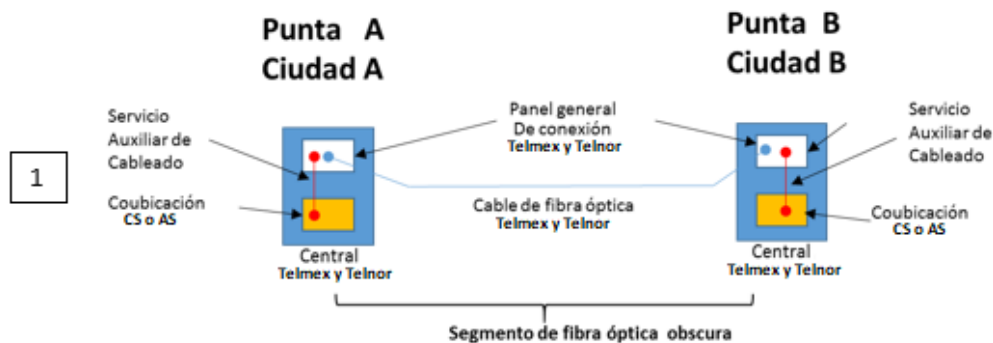 Punta A
Ciudad A
Punta B
Ciudad B
1
Servicio
Auxiliar de
Cableado
Coubicación
CS o AS
Panel general
De conexión
Telmex y Telnor
Cable de fibra óptica
Telmex y Telnor
Servicio
Auxiliar de
Cableado
Coubicación
CS o AS
Central
Telmex y Telnor
Central
Telmex y Telnor
Segmento de fibra óptica obscura